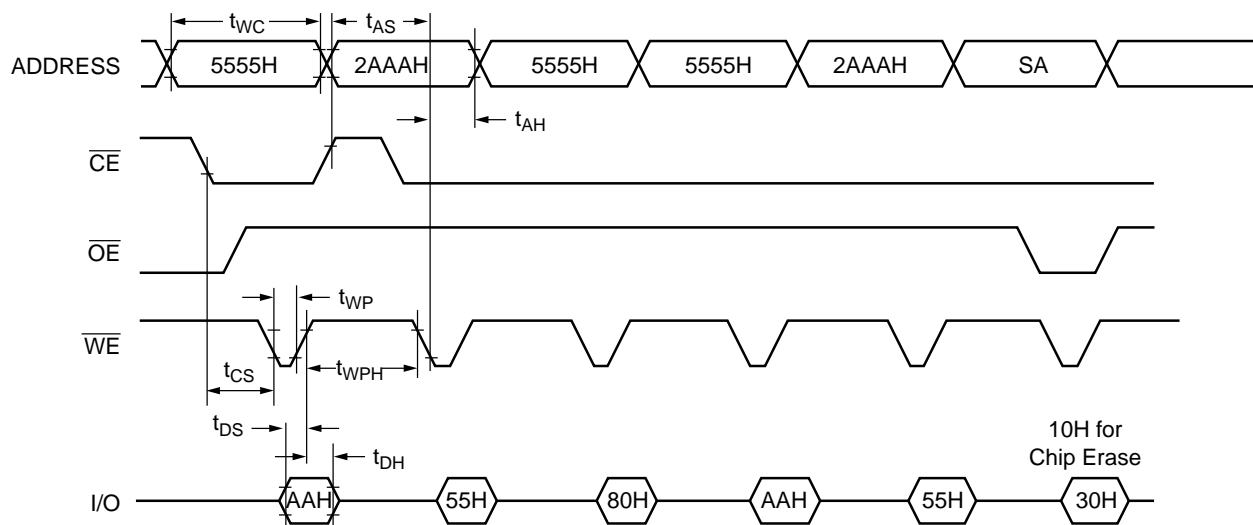 tWC tAS
ADDRESS 5555H 2AAAH 5555H 5555H 2AAAH SA
tAH
CE
OE
tWP
WE
tCS tWPH
tDS
tDH
10H for
Chip Erase
I/O AAH 55H 80H AAH 55H 30H